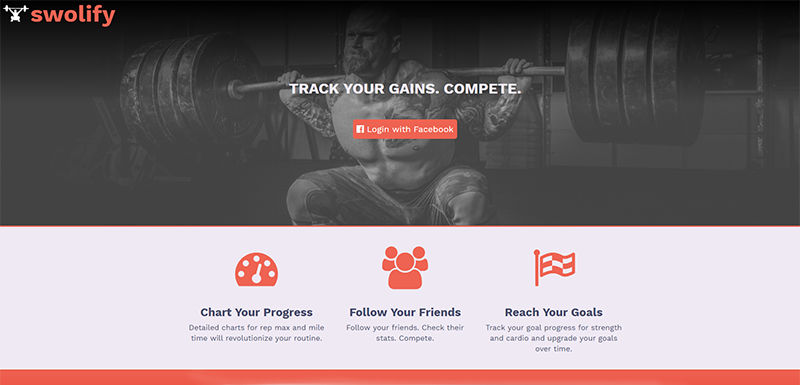 swolify
TRACK YOUR GAINS. COMPETE.
Login with Facebook
Chart Your Progress
Detailed charts for rep max and mile
time will revolutionize your routine.
Follow Your Friends
Follow your friends. Check their
stats. Compete.
Reach Your Goals
Track your goal progress for strength
and cardio and upgrade your goals
over time.